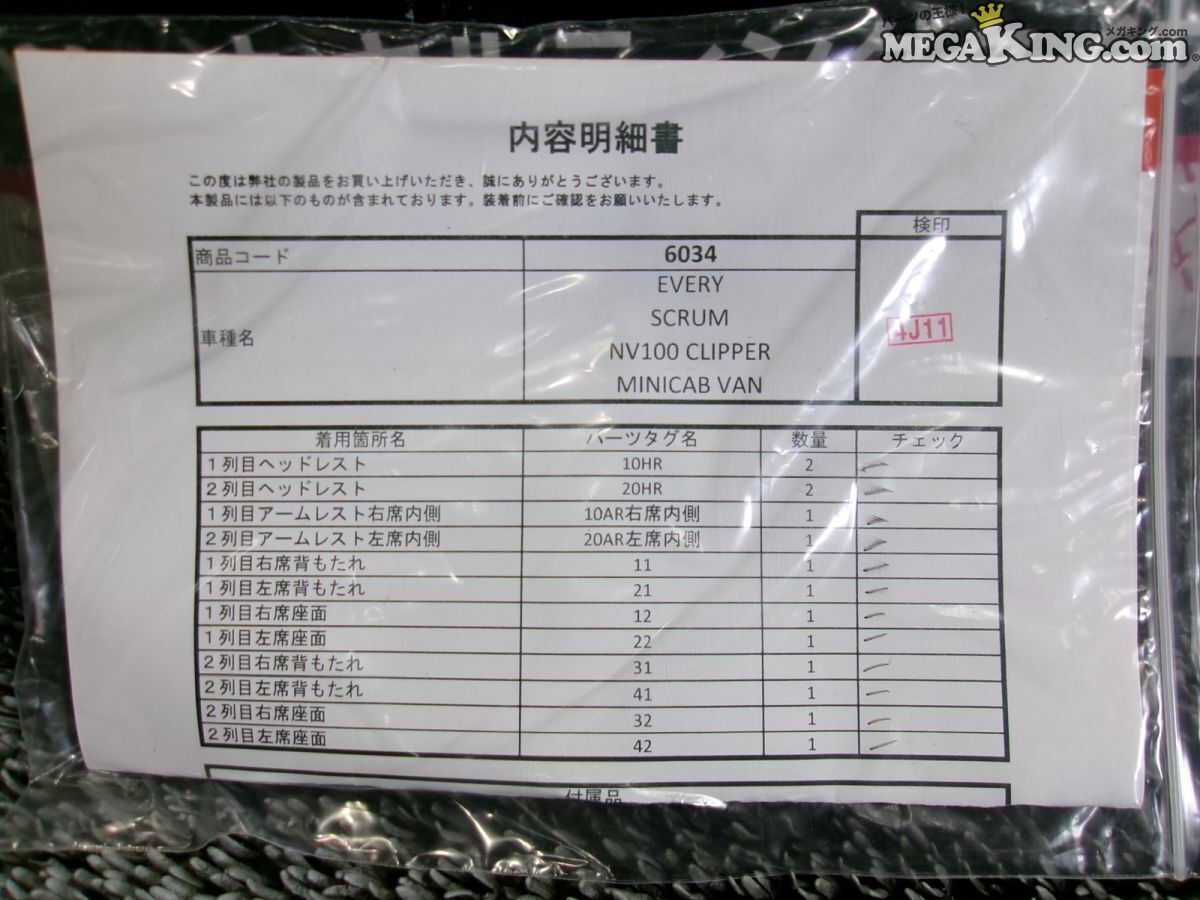 パーツの王様!
メガキング.com
MEGAKING.com
内容明細書
この度は弊社の製品をお買い上げいただき、誠にありがとうございます。
本製品には以下のものが含まれております。装着前にご確認をお願いいたします。
検印
商品コード 6034
車種名
EVERY
SCRUM
NV100 CLIPPER
MINICAB VAN
4J11
着用箇所名 パーツタグ名 数量 チェック
1列目ヘッドレスト 10HR 2
2列目ヘッドレスト 20HR 2
1列目アームレスト右席内側 10AR右席内側 1
2列目アームレスト左席内側 20AR左席内側 1
1列目右席背もたれ 11 1
1列目左席背もたれ 21 1
1列目右席座面 12 1
1列目左席座面 22 1
2列目右席背もたれ 31 1
2列目左席背もたれ 41 1
2列目右席座面 32 1
2列目左席座面 42 1
付属品